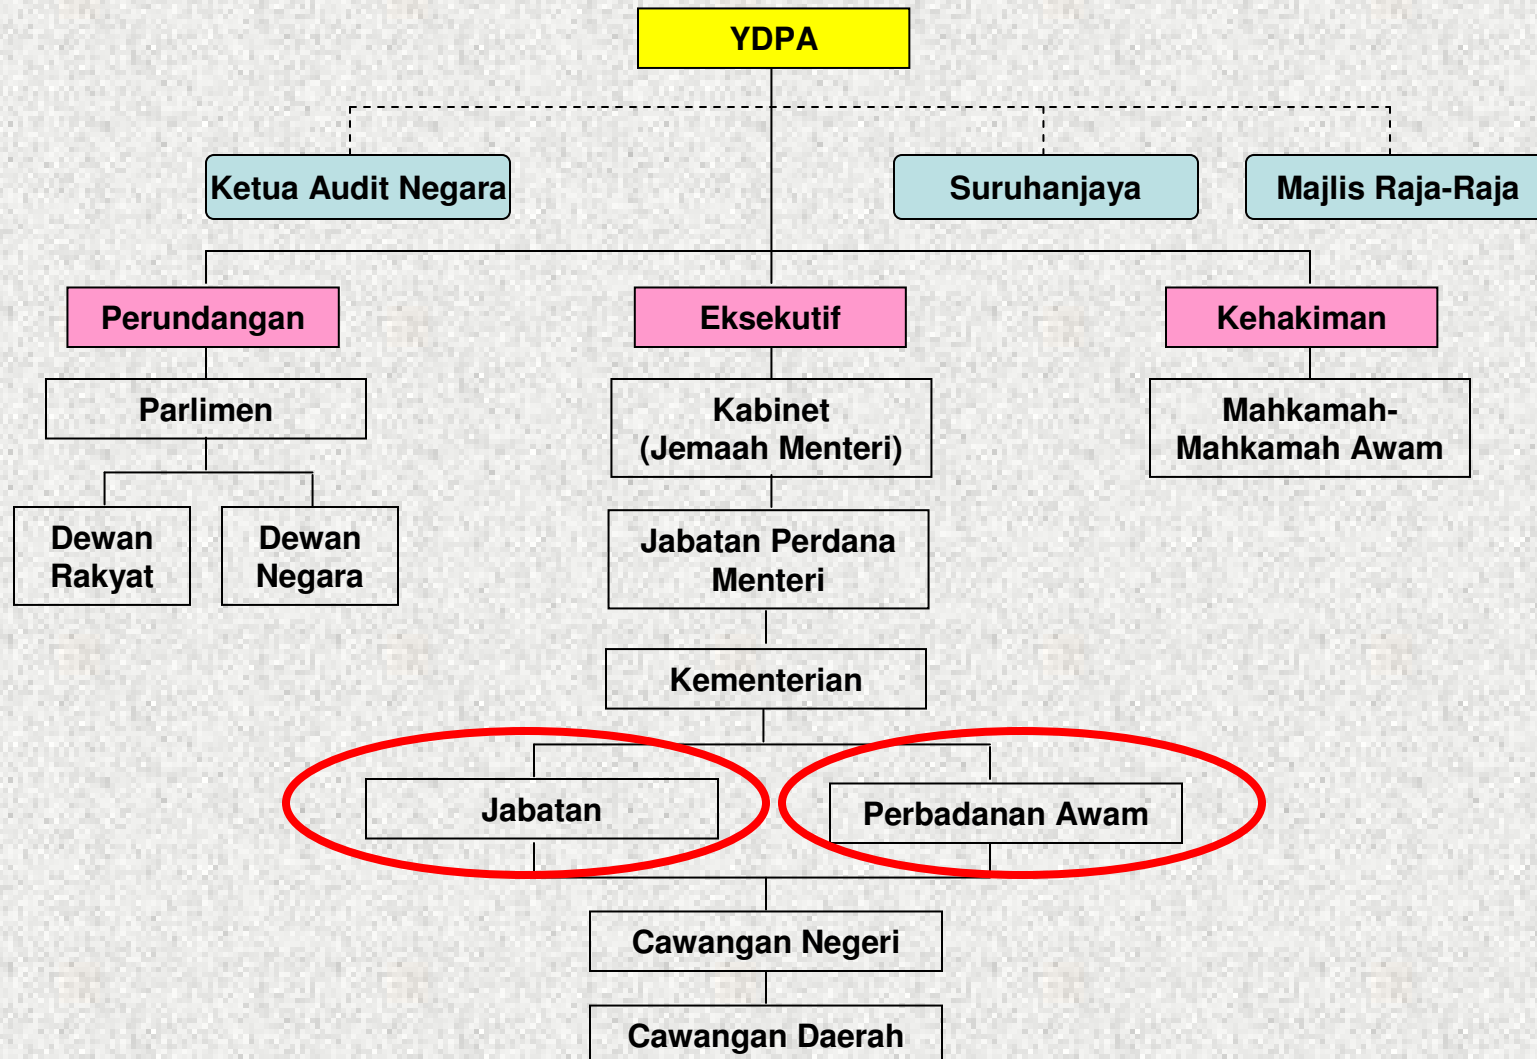 YDPA
Ketua Audit Negara
Suruhanjaya
Majlis Raja-Raja
Perundangan
Eksekutif
Kehakiman
Parlimen
Kabinet
(Jemaah Menteri)
Mahkamah-
Mahkamah Awam
Dewan
Rakyat
Dewan
Negara
Jabatan Perdana
Menteri
Kementerian
Jabatan
Perbadanan Awam
Cawangan Negeri
Cawangan Daerah